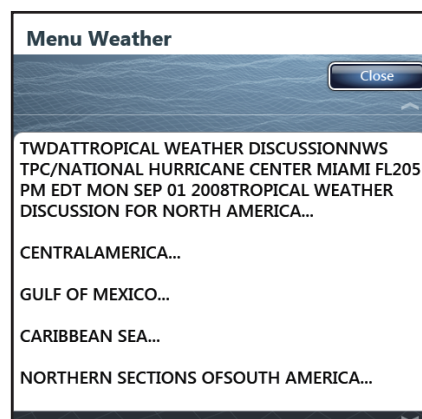 Menu Weather
Close
TWDATTROPICAL WEATHER DISCUSSIONNWS
TPC/NATIONAL HURRICANE CENTER MIAMI FL205
PM EDT MON SEP 01 2008TROPICAL WEATHER
DISCUSSION FOR NORTH AMERICA...
CENTRALAMERICA...
GULF OF MEXICO...
CARIBBEAN SEA...
NORTHERN SECTIONS OFSOUTH AMERICA...